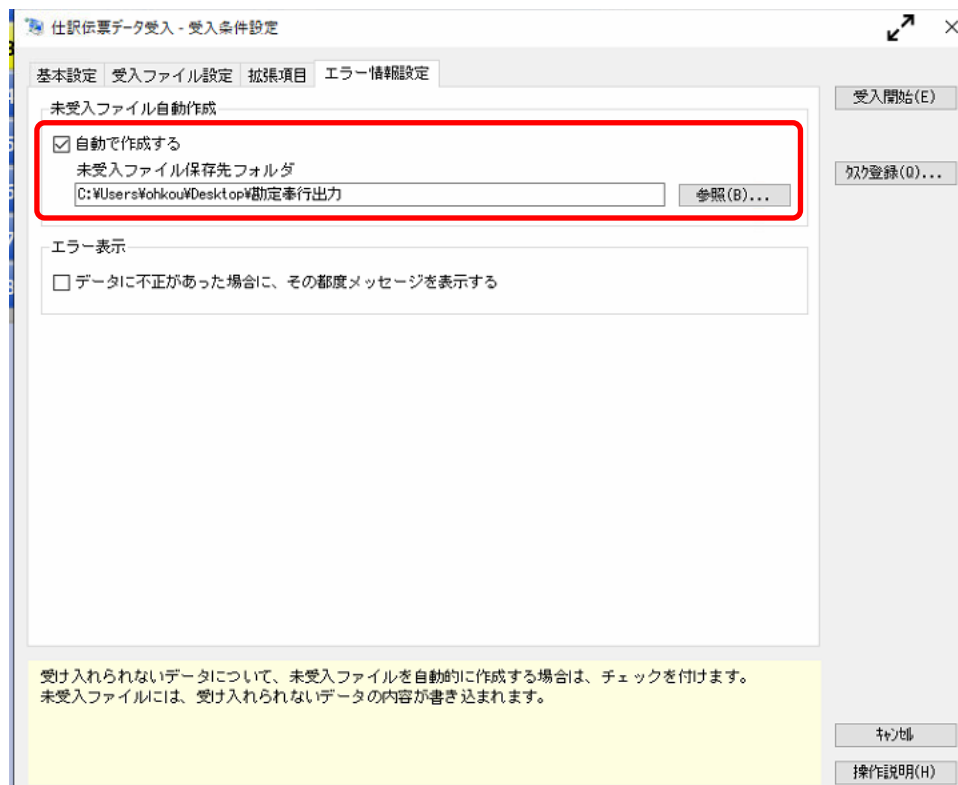 仕訳伝票データ受入 - 受入条件設定
基本設定 受入ファイル設定 拡張項目 エラー情報設定
未受入ファイル自動作成
自動で作成する
未受入ファイル保存先フォルダ
C:¥Users¥ohkou¥Desktop¥勘定奉行出力
参照(B)...
エラー表示
データに不正があった場合に、その都度メッセージを表示する
受入開始(E)
タスク登録(Q)...
受け入れられないデータについて、未受入ファイルを自動的に作成する場合は、チェックを付けます。
未受入ファイルには、受け入れられないデータの内容が書き込まれます。
キャンセル
操作説明(H)